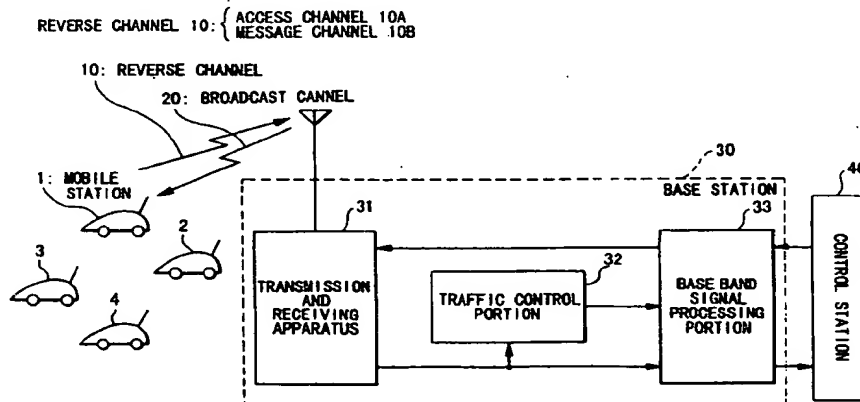 REVERSE CHANNEL 10: { ACCESS CHANNEL 10A
MESSAGE CHANNEL 10B
10: REVERSE CHANNEL
20: BROADCAST CANNEL
1: MOBILE
STATION
2
3
4
30
BASE STATION
31
TRANSMISSION
AND
RECEIVING
APPARATUS
32
TRAFFIC CONTROL
PORTION
33
BASE BAND
SIGNAL
PROCESSING
PORTION
40
CONTROL STATION